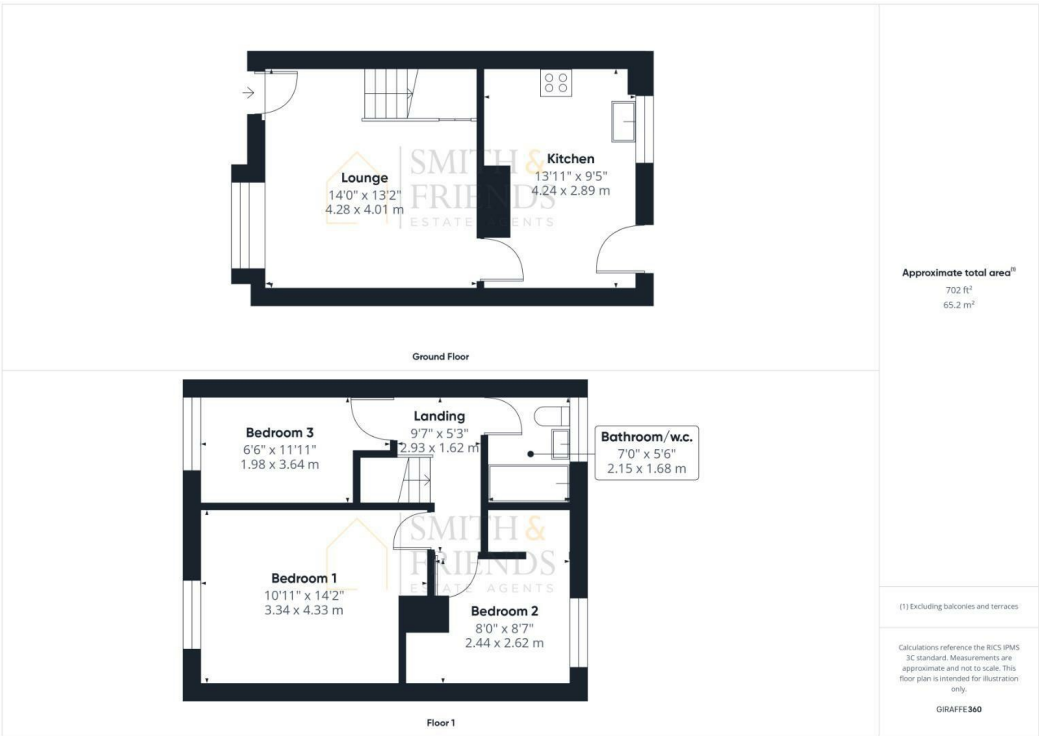 Lounge
14'0" x 13'2"
4.28 x 4.01 m
SMITH &
FRIENDS
ESTATE AGENTS
Kitchen
13'11" x 9'5"
4.24 x 2.89 m
Ground Floor
Approximate total area(1)
702 ft²
65.2 m²
Landing
9'7" x 5'3"
2.93 x 1.62 m
Bedroom 3
6'6" x 11'11"
1.98 x 3.64 m
Bathroom/w.c.
7'0" x 5'6"
2.15 x 1.68 m
SMITH &
FRIENDS
ESTATE AGENTS
Bedroom 1
10'11" x 14'2"
3.34 x 4.33 m
Bedroom 2
8'0" x 8'7"
2.44 x 2.62 m
Floor 1
(1) Excluding balconies and terraces
Calculations reference the RICS IPMS
3C standard. Measurements are
approximate and not to scale. This
floor plan is intended for illustration
only.
GIRAFFE360